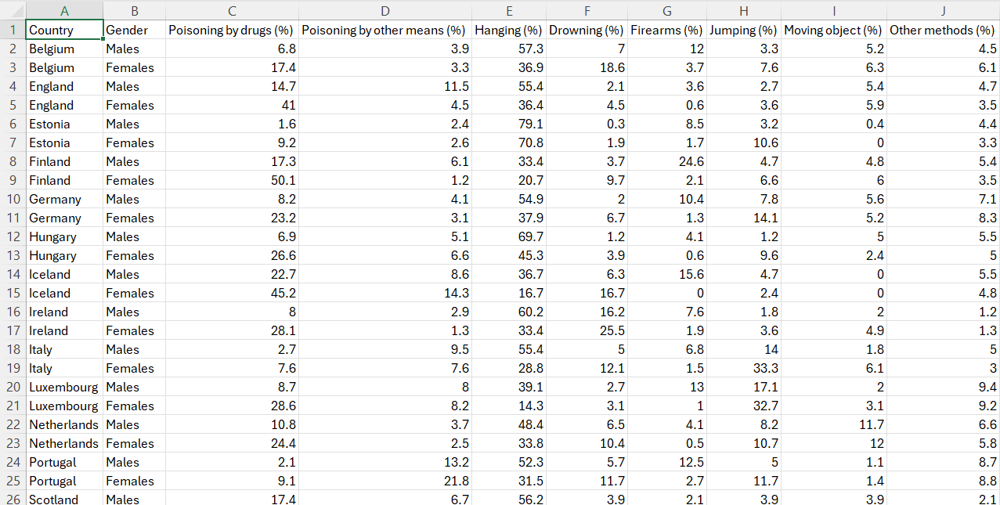 A B C D E F G H I J
1 Country Gender Poisoning by drugs (%) Poisoning by other means (%) Hanging (%) Drowning (%) Firearms (%) Jumping (%) Moving object (%) Other methods (%)
2 Belgium Males 6.8 3.9 57.3 7 12 3.3 5.2 4.5
3 Belgium Females 17.4 3.3 36.9 18.6 3.7 7.6 6.3 6.1
4 England Males 14.7 11.5 55.4 2.1 3.6 2.7 5.4 4.7
5 England Females 41 4.5 36.4 4.5 0.6 3.6 5.9 3.5
6 Estonia Males 1.6 2.4 79.1 0.3 8.5 3.2 0.4 4.4
7 Estonia Females 9.2 2.6 70.8 1.9 1.7 10.6 0 3.3
8 Finland Males 17.3 6.1 33.4 3.7 24.6 4.7 4.8 5.4
9 Finland Females 50.1 1.2 20.7 9.7 2.1 6.6 6 3.5
10 Germany Males 8.2 4.1 54.9 2 10.4 7.8 5.6 7.1
11 Germany Females 23.2 3.1 37.9 6.7 1.3 14.1 5.2 8.3
12 Hungary Males 6.9 5.1 69.7 1.2 4.1 1.2 5 5.5
13 Hungary Females 26.6 6.6 45.3 3.9 0.6 9.6 2.4 5
14 Iceland Males 22.7 8.6 36.7 6.3 15.6 4.7 0 5.5
15 Iceland Females 45.2 14.3 16.7 16.7 0 2.4 0 4.8
16 Ireland Males 8 2.9 60.2 16.2 7.6 1.8 2 1.2
17 Ireland Females 28.1 1.3 33.4 25.5 1.9 3.6 4.9 1.3
18 Italy Males 2.7 9.5 55.4 5 6.8 14 1.8 5
19 Italy Females 7.6 7.6 28.8 12.1 1.5 33.3 6.1 3
20 Luxembourg Males 8.7 8 39.1 2.7 13 17.1 2 9.4
21 Luxembourg Females 28.6 8.2 14.3 3.1 1 32.7 3.1 9.2
22 Netherlands Males 10.8 3.7 48.4 6.5 4.1 8.2 11.7 6.6
23 Netherlands Females 24.4 2.5 33.8 10.4 0.5 10.7 12 5.8
24 Portugal Males 2.1 13.2 52.3 5.7 12.5 5 1.1 8.7
25 Portugal Females 9.1 21.8 31.5 11.7 2.7 11.7 1.4 8.8
26 Scotland Males 17.4 6.7 56.2 3.9 2.1 3.9 3.9 2.1